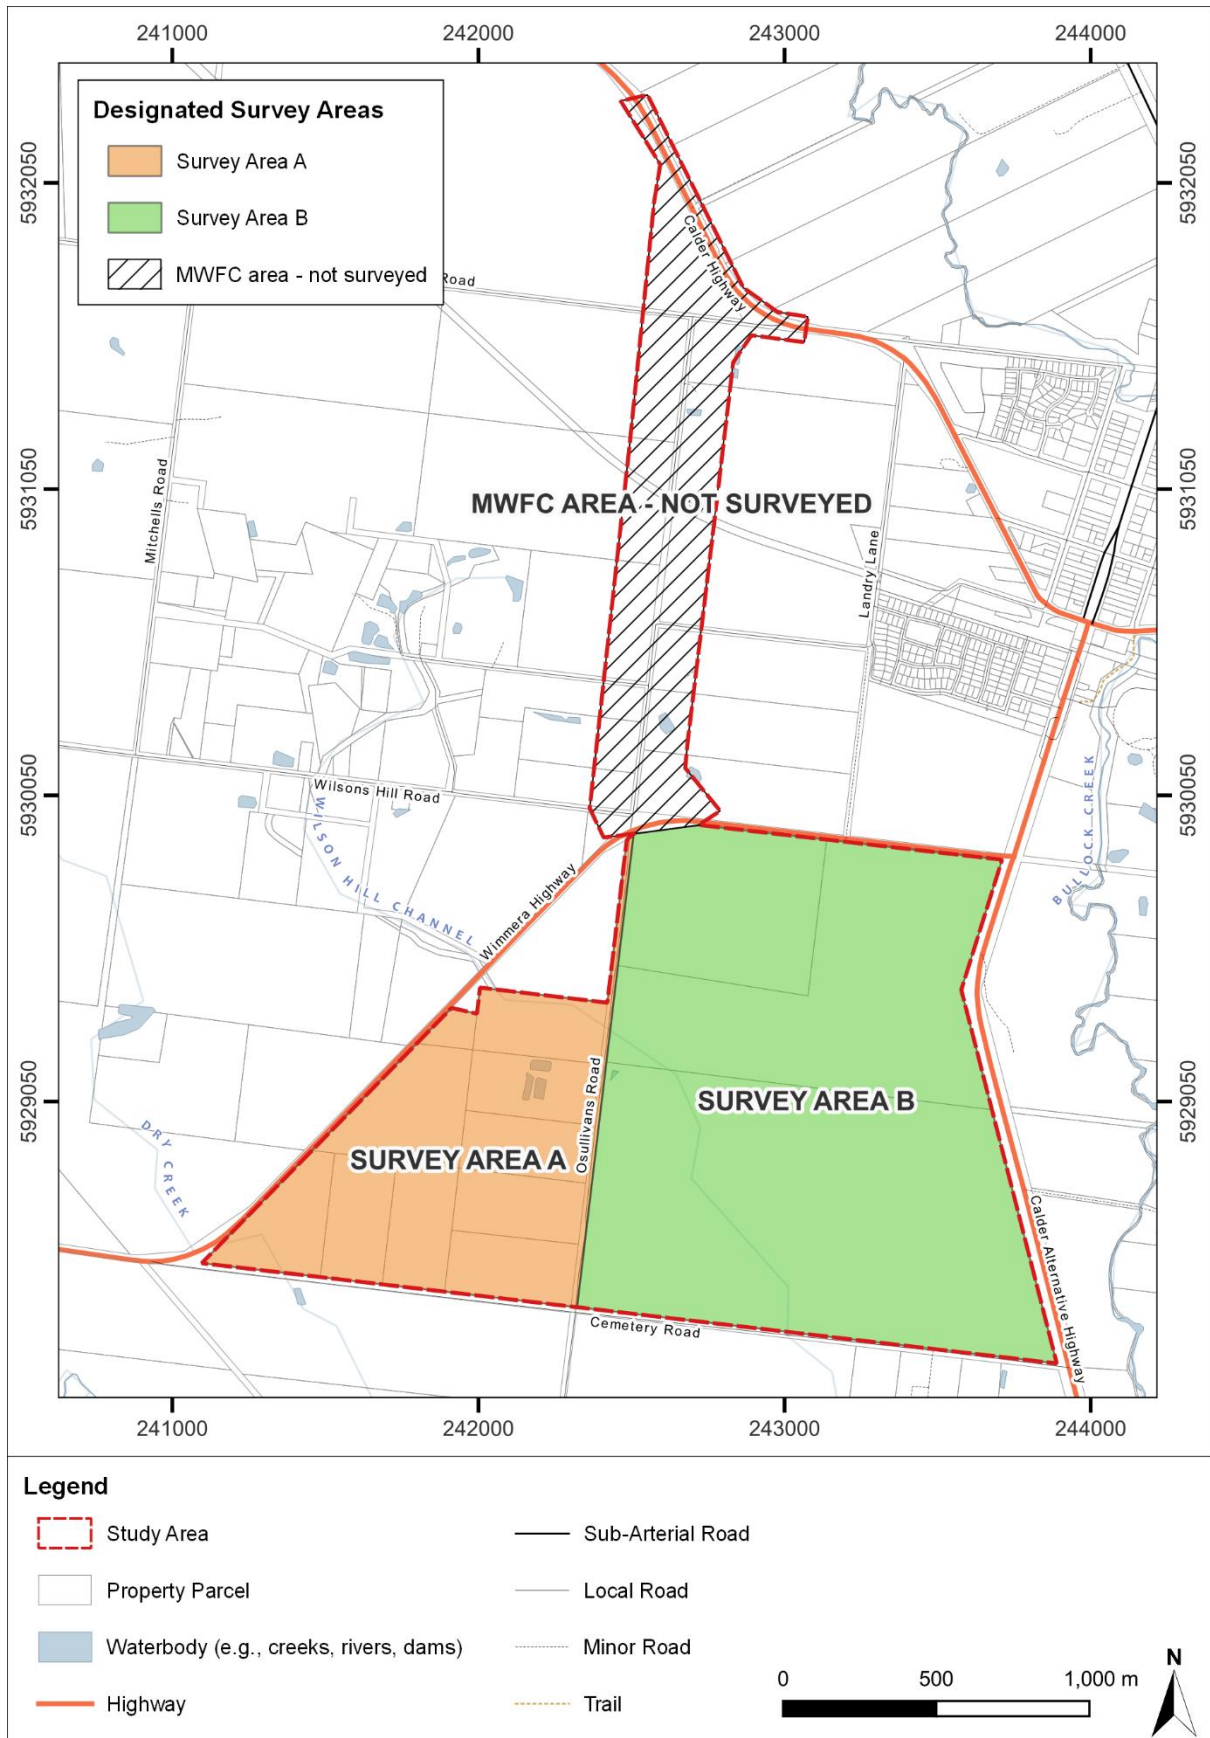 241000
242000
243000
244000
Designated Survey Areas
Survey Area A
Survey Area B
MWFC area - not surveyed
5932050
5932050
Road
Calder Highway
5931050
5931050
MWFC AREA - NOT SURVEYED
Mitchells Road
Landry Lane
5930050
5930050
Wilsons Hill Road
WILSON HILL CHANNEL
Wimmera Highway
BULLOCK CREEK
5929050
5929050
SURVEY AREA B
SURVEY AREA A
Osullivans Road
DRY CREEK
Calder Alternative Highway
Cemetery Road
241000
242000
243000
244000
Legend
Study Area
Property Parcel
Waterbody (e.g., creeks, rivers, dams)
Highway
Sub-Arterial Road
Local Road
Minor Road
Trail
0
500
1,000 m
N